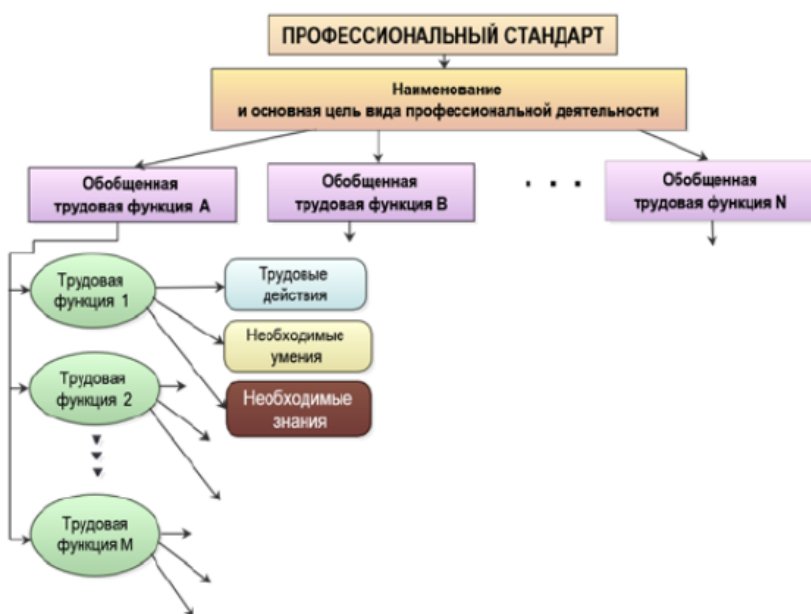 ПРОФЕССИОНАЛЬНЫЙ СТАНДАРТ
Наименование
и основная цель вида профессиональной деятельности
Обобщенная
трудовая функция А
Обобщенная
трудовая функция В
. . .
Обобщенная
трудовая функция N
Трудовая
функция 1
Трудовые
действия
Необходимые
умения
Необходимые
знания
Трудовая
функция 2
Трудовая
функция М